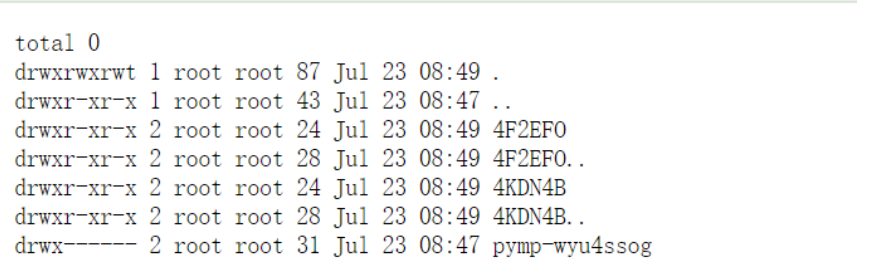 total 0
drwxrwxrwt 1 root root 87 Jul 23 08:49 .
drwxr-xr-x 1 root root 43 Jul 23 08:47 ..
drwxr-xr-x 2 root root 24 Jul 23 08:49 4F2EFO
drwxr-xr-x 2 root root 28 Jul 23 08:49 4F2EFO..
drwxr-xr-x 2 root root 24 Jul 23 08:49 4KDN4B
drwxr-xr-x 2 root root 28 Jul 23 08:49 4KDN4B..
drwx------ 2 root root 31 Jul 23 08:47 pymp-wyu4ssog